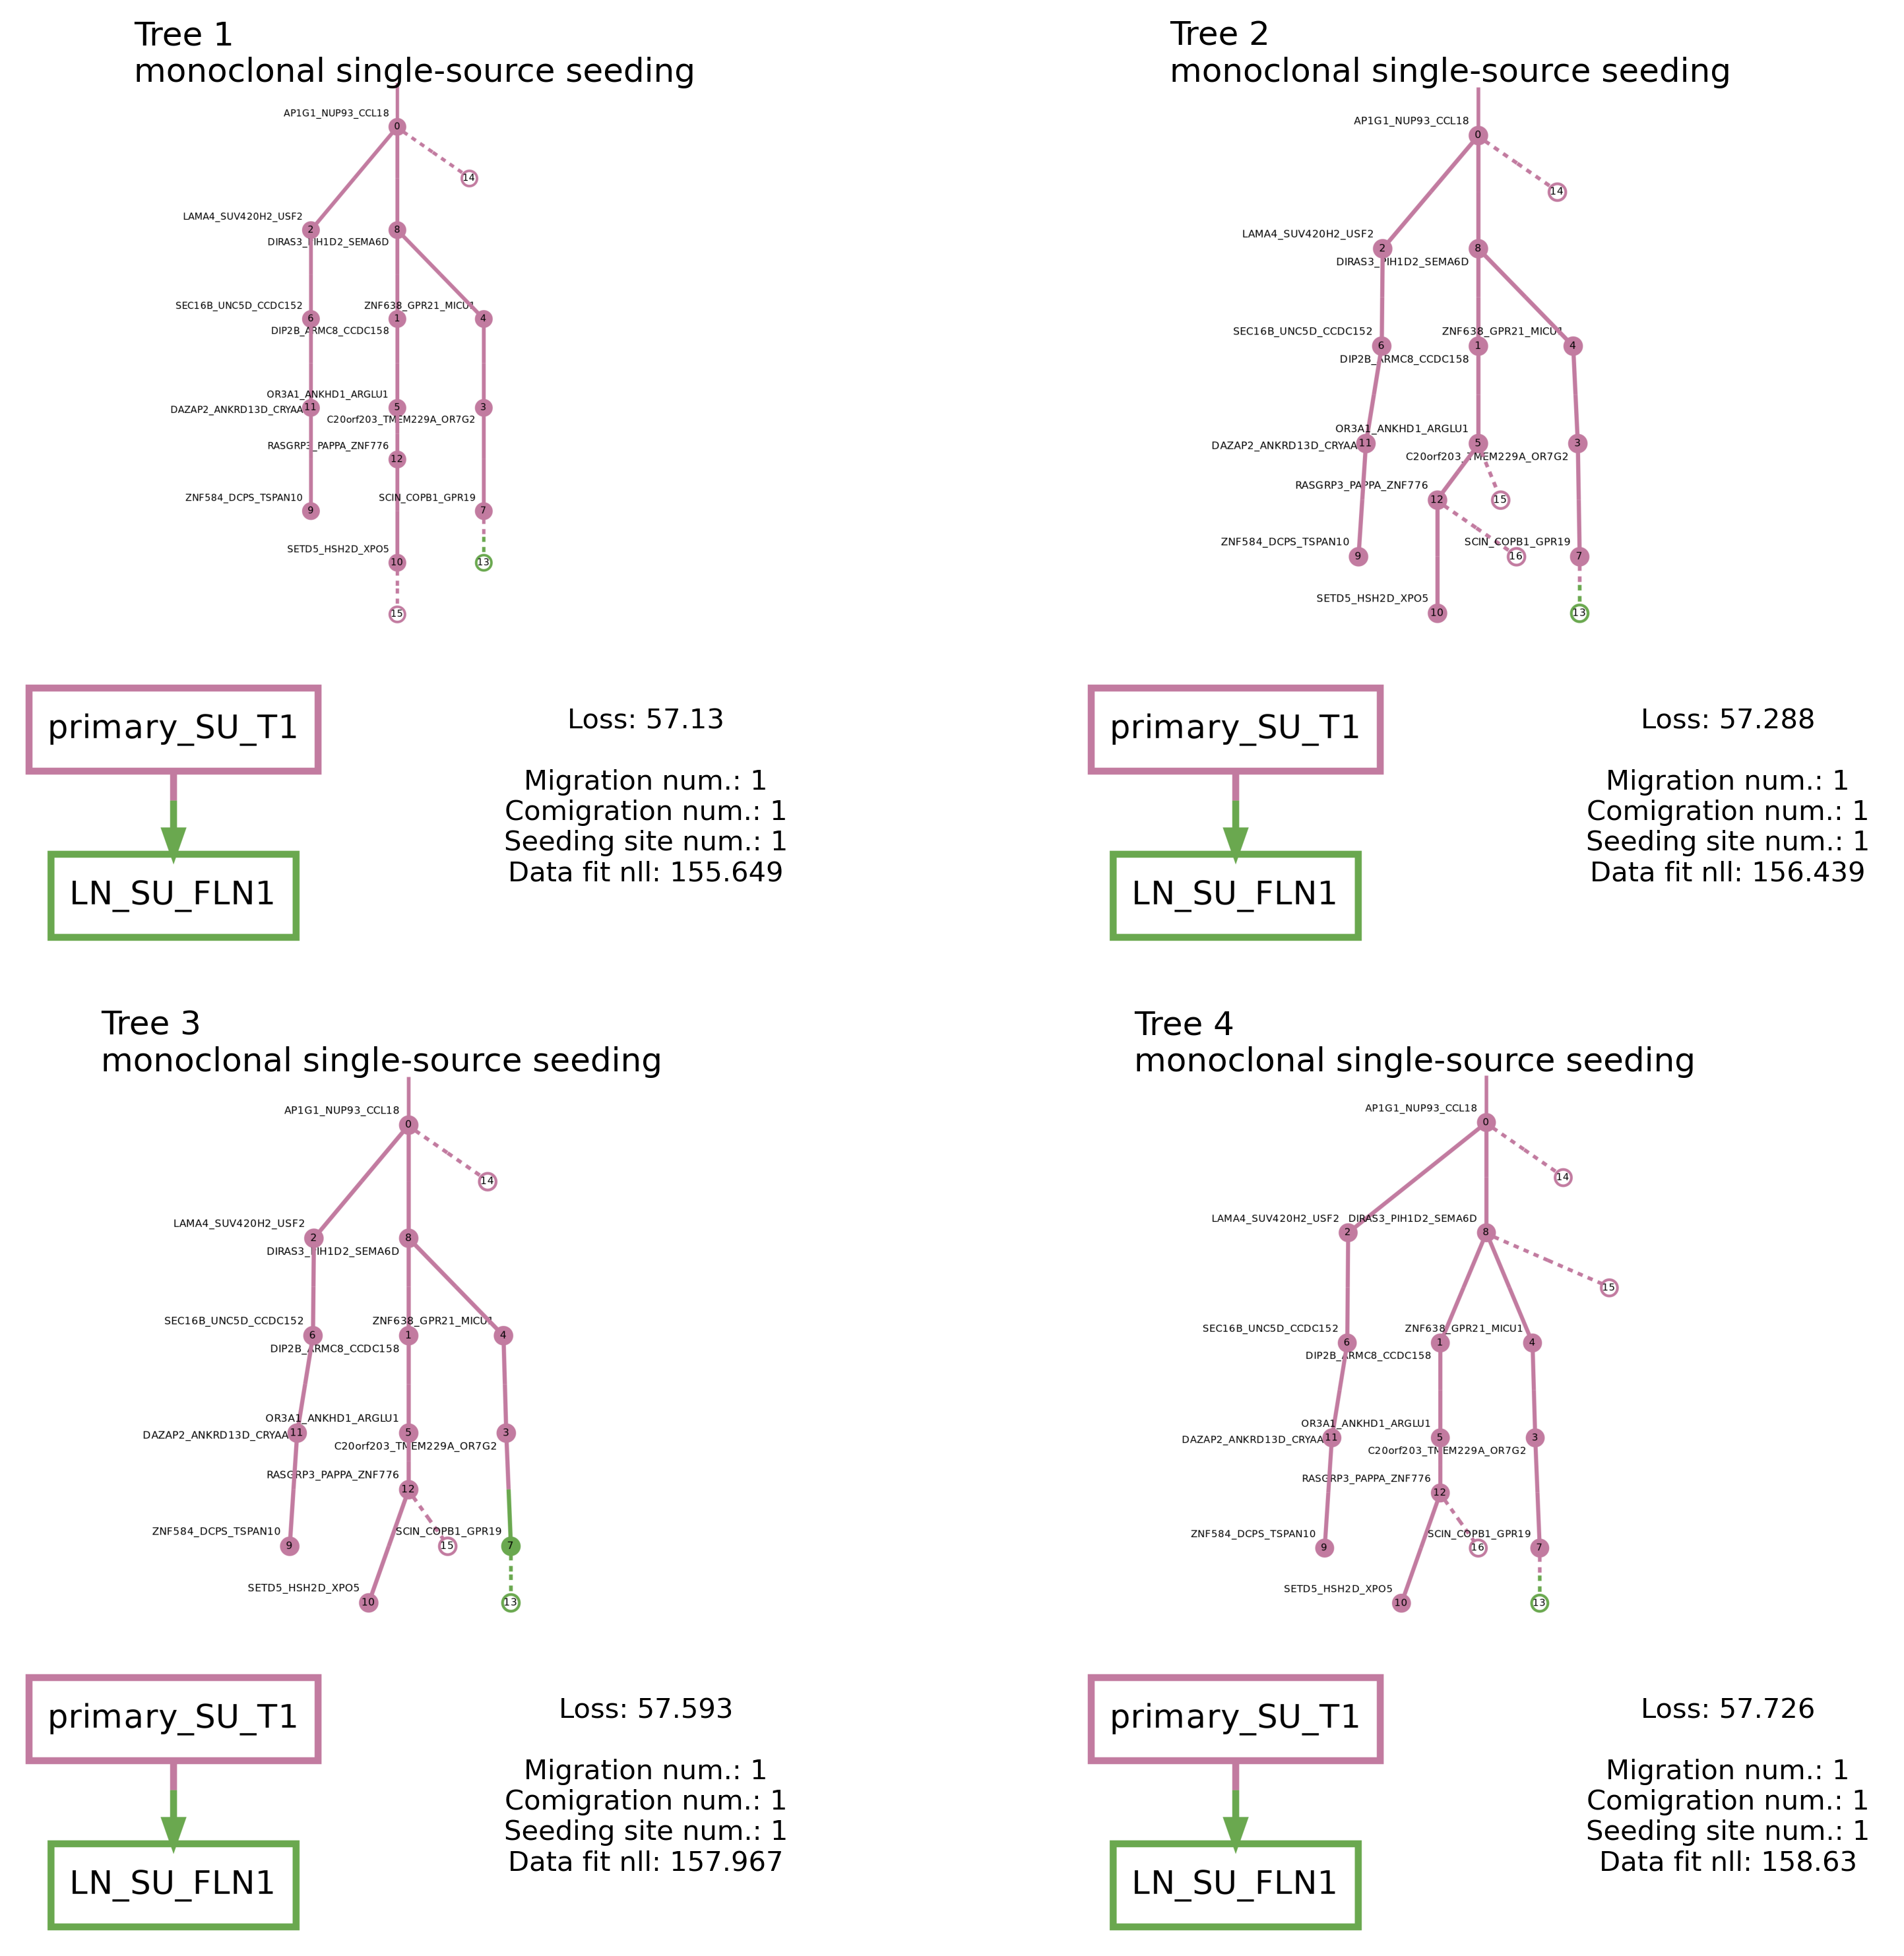 Tree 1
monoclonal single-source seeding
AP1G1_NUP93_CCL18
0
14
LAMA4_SUV420H2_USF2
2
8
DIRAS3_PIH1D2_SEMA6D
SEC16B_UNC5D_CCDC152
ZNF638_GPR21_MICU1
6
1
4
DIP2B_ARMC8_CCDC158
OR3A1_ANKHD1_ARGLU1
DAZAP2_ANKRD13D_CRYAA
11
5
3
C20orf203_TMEM229A_OR7G2
RASGRP3_PAPPA_ZNF776
12
ZNF584_DCPS_TSPAN10
SCIN_COPB1_GPR19
9
7
SETD5_HSH2D_XPO5
10
13
15
primary_SU_T1
LN_SU_FLN1
Loss: 57.13
Migration num.: 1
Comigration num.: 1
Seeding site num.: 1
Data fit nll: 155.649
Tree 2
monoclonal single-source seeding
AP1G1_NUP93_CCL18
0
14
LAMA4_SUV420H2_USF2
2
8
DIRAS3_PIH1D2_SEMA6D
SEC16B_UNC5D_CCDC152
ZNF638_GPR21_MICU1
6
1
4
DIP2B_ARMC8_CCDC158
OR3A1_ANKHD1_ARGLU1
DAZAP2_ANKRD13D_CRYAA
11
5
3
C20orf203_TMEM229A_OR7G2
RASGRP3_PAPPA_ZNF776
12
15
ZNF584_DCPS_TSPAN10
SCIN_COPB1_GPR19
9
16
7
SETD5_HSH2D_XPO5
10
13
primary_SU_T1
LN_SU_FLN1
Loss: 57.288
Migration num.: 1
Comigration num.: 1
Seeding site num.: 1
Data fit nll: 156.439
Tree 3
monoclonal single-source seeding
AP1G1_NUP93_CCL18
0
14
LAMA4_SUV420H2_USF2
2
8
DIRAS3_PIH1D2_SEMA6D
SEC16B_UNC5D_CCDC152
ZNF638_GPR21_MICU1
6
1
4
DIP2B_ARMC8_CCDC158
OR3A1_ANKHD1_ARGLU1
DAZAP2_ANKRD13D_CRYAA
11
5
3
C20orf203_TMEM229A_OR7G2
RASGRP3_PAPPA_ZNF776
12
ZNF584_DCPS_TSPAN10
SCIN_COPB1_GPR19
9
15
7
SETD5_HSH2D_XPO5
10
13
primary_SU_T1
LN_SU_FLN1
Loss: 57.593
Migration num.: 1
Comigration num.: 1
Seeding site num.: 1
Data fit nll: 157.967
Tree 4
monoclonal single-source seeding
AP1G1_NUP93_CCL18
0
14
LAMA4_SUV420H2_USF2
DIRAS3_PIH1D2_SEMA6D
2
8
15
SEC16B_UNC5D_CCDC152
ZNF638_GPR21_MICU1
6
1
4
DIP2B_ARMC8_CCDC158
OR3A1_ANKHD1_ARGLU1
DAZAP2_ANKRD13D_CRYAA
11
5
3
C20orf203_TMEM229A_OR7G2
RASGRP3_PAPPA_ZNF776
12
ZNF584_DCPS_TSPAN10
SCIN_COPB1_GPR19
9
16
7
SETD5_HSH2D_XPO5
10
13
primary_SU_T1
LN_SU_FLN1
Loss: 57.726
Migration num.: 1
Comigration num.: 1
Seeding site num.: 1
Data fit nll: 158.63